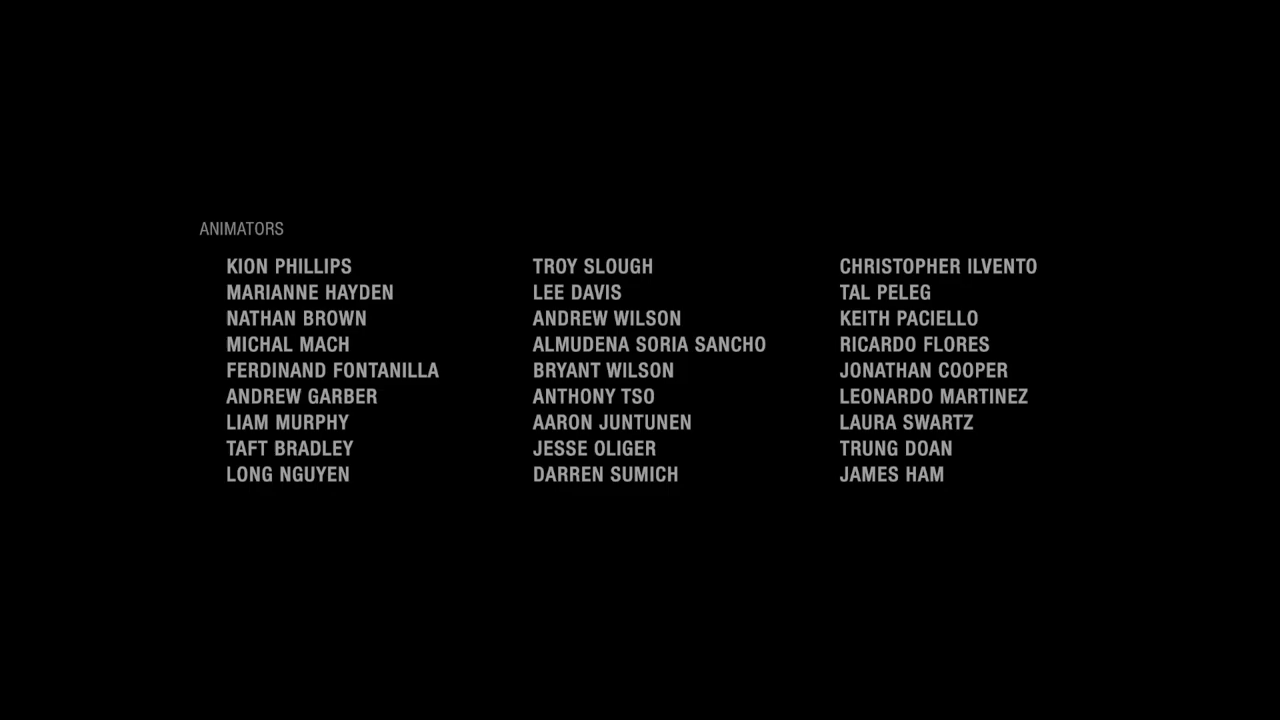 ANIMATORS
KION PHILLIPS
MARIANNE HAYDEN
NATHAN BROWN
MICHAL MACH
FERDINAND FONTANILLA
ANDREW GARBER
LIAM MURPHY
TAFT BRADLEY
LONG NGUYEN
TROY SLOUGH
LEE DAVIS
ANDREW WILSON
ALMUDENA SORIA SANCHO
BRYANT WILSON
ANTHONY TSO
AARON JUNTUNEN
JESSE OLIGER
DARREN SUMICH
CHRISTOPHER ILVENTO
TAL PELEG
KEITH PACIELLO
RICARDO FLORES
JONATHAN COOPER
LEONARDO MARTINEZ
LAURA SWARTZ
TRUNG DOAN
JAMES HAM